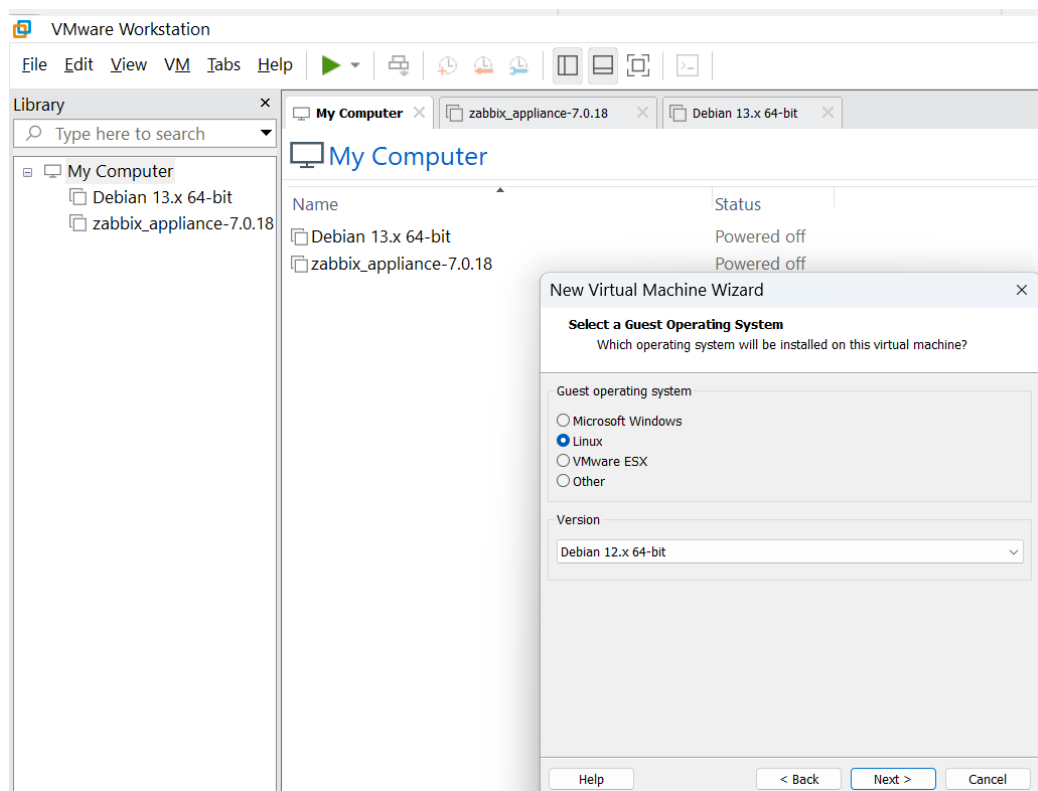 VMware Workstation
File Edit View VM Tabs Help
Library
Type here to search
My Computer
Debian 13.x 64-bit
zabbix_appliance-7.0.18
My Computer
zabbix_appliance-7.0.18
Debian 13.x 64-bit
My Computer
Name Status
Debian 13.x 64-bit Powered off
zabbix_appliance-7.0.18 Powered off
New Virtual Machine Wizard
Select a Guest Operating System
Which operating system will be installed on this virtual machine?
Guest operating system
Microsoft Windows
Linux
VMware ESX
Other
Version
Debian 12.x 64-bit
Help < Back Next > Cancel